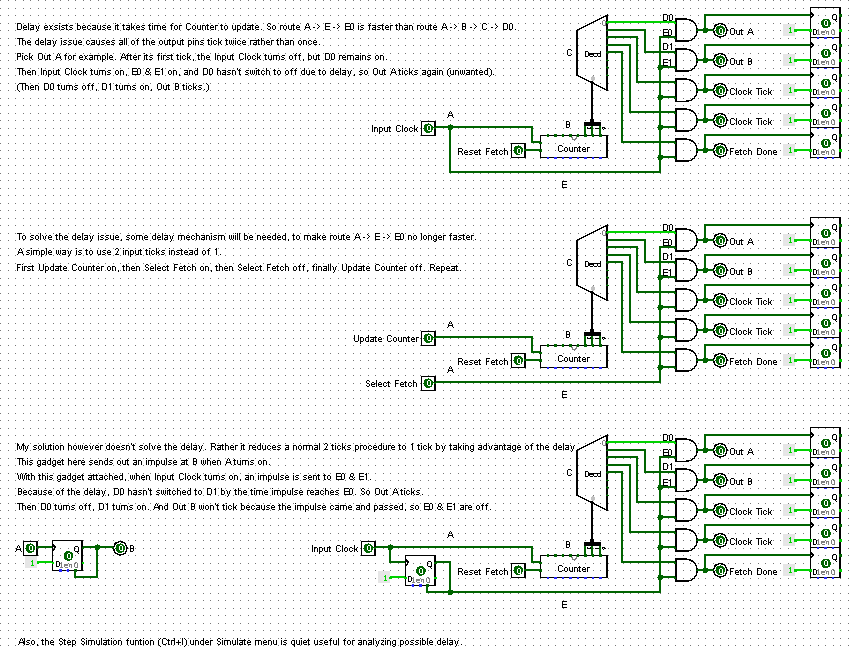 Delay exsists because it takes time for Counter to update. So route A -> E -> E0 is faster than route A -> B -> C -> D0.
The delay issue causes all of the output pins tick twice rather than once.
Pick Out A for example. After its first tick, the Input Clock turns off, but D0 remains on.
Then Input Clock turns on, E0 & E1 on, and D0 hasn't switch to off due to delay, so Out A ticks again (unwanted).
(Then D0 turns off, D1 turns on, Out B ticks.)
Input Clock
A
Reset Fetch
B
Counter
C
Decd
E
D0
E0
D1
E1
Out A
Out B
Clock Tick
Clock Tick
Fetch Done
To solve the delay issue, some delay mechanism will be needed, to make route A -> E -> E0 no longer faster.
A simple way is to use 2 input ticks instead of 1.
First Update Counter on, then Select Fetch on, then Select Fetch off, finally Update Counter off. Repeat.
Update Counter
A
Reset Fetch
A
Select Fetch
B
Counter
C
Decd
E
D0
E0
D1
E1
Out A
Out B
Clock Tick
Clock Tick
Fetch Done
My solution however doesn't solve the delay. Rather it reduces a normal 2 ticks procedure to 1 tick by taking advantage of the delay
This gadget here sends out an impulse at B when A turns on.
With this gadget attached, when Input Clock turns on, an impulse is sent to E0 & E1.
Because of the delay, D0 hasn't switched to D1 by the time impulse reaches E0. So Out A ticks.
Then D0 turns off, D1 turns on. And Out B won't tick because the impulse came and passed, so E0 & E1 are off.
A
B
Input Clock
A
Reset Fetch
B
Counter
C
Decd
E
D0
E0
D1
E1
Out A
Out B
Clock Tick
Clock Tick
Fetch Done
Also, the Step Simulation funtion (Ctrl+I) under Simulate menu is quiet useful for analyzing possible delay.